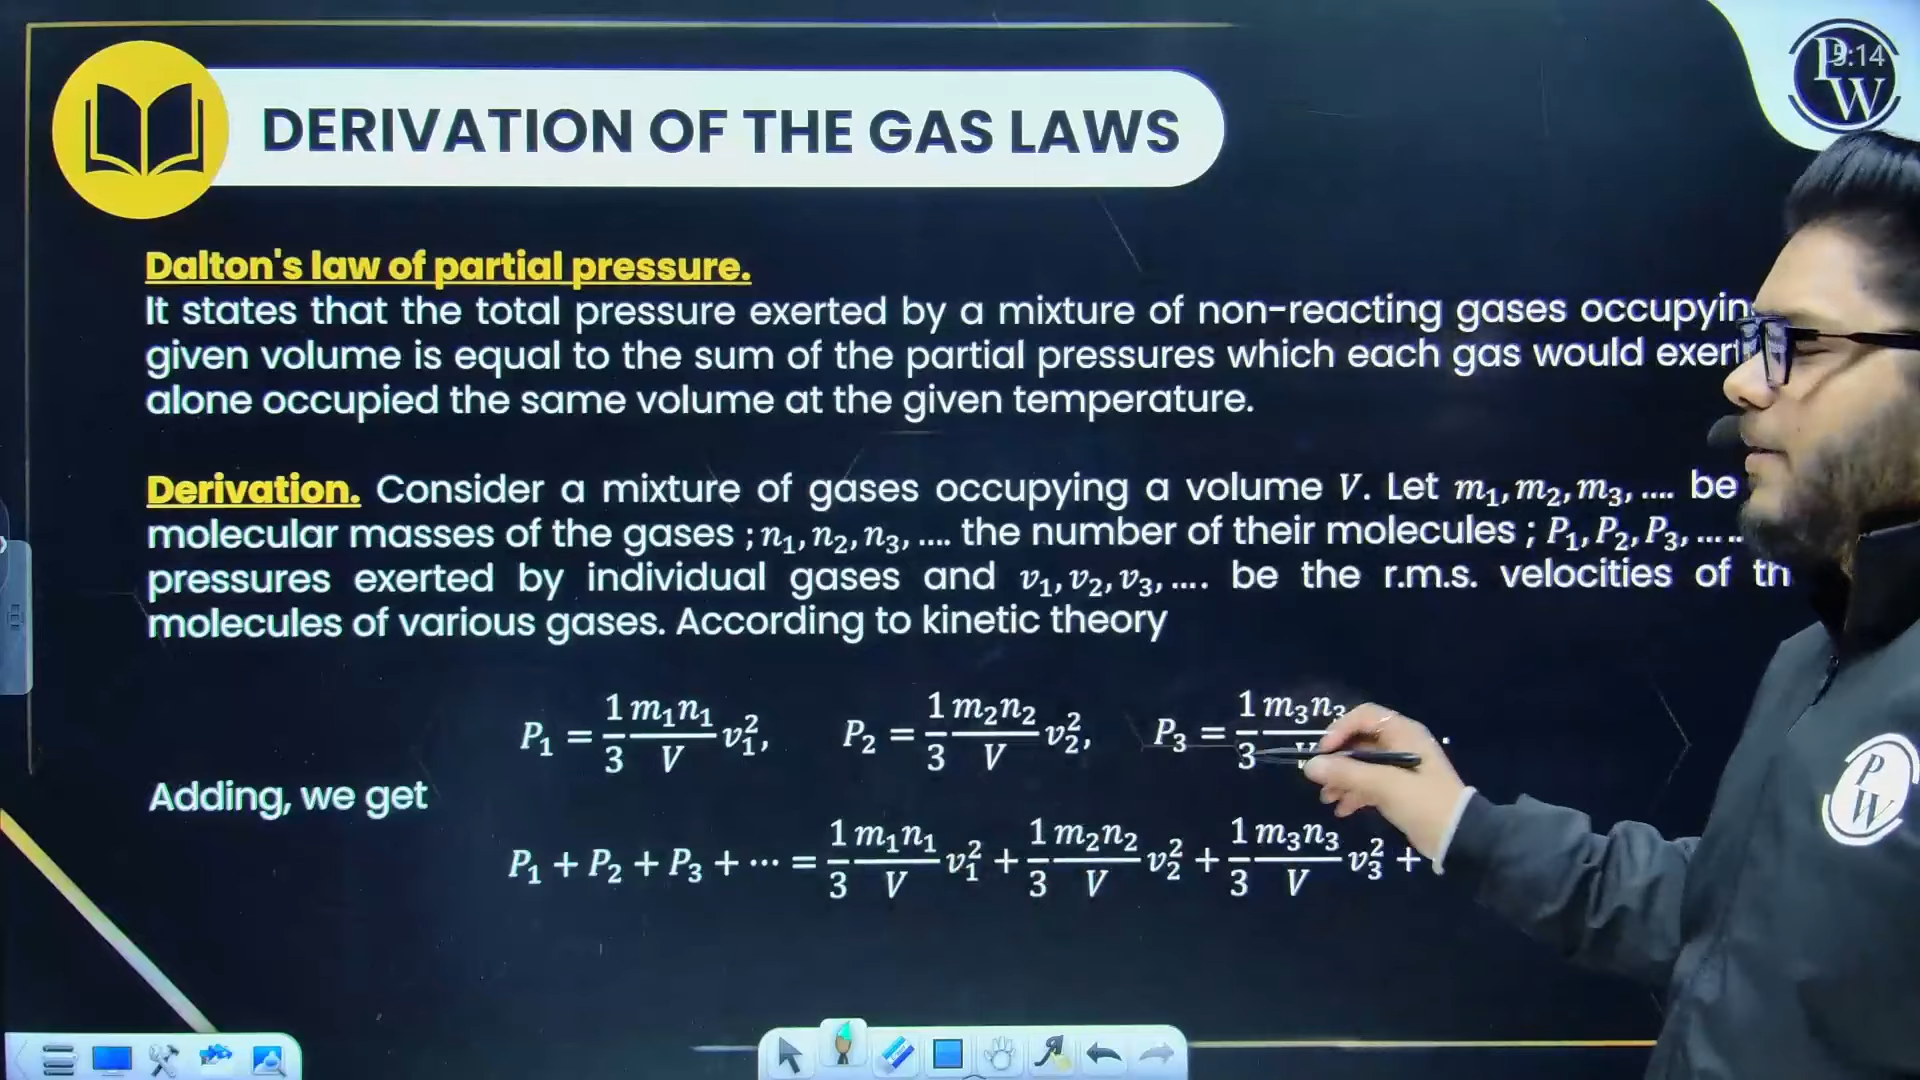 PW
5:14
DERIVATION OF THE GAS LAWS
Dalton's law of partial pressure.
It states that the total pressure exerted by a mixture of non-reacting gases
given volume is equal to the sum of the partial pressures which each gas would
alone occupied the same volume at the given temperature.
Derivation. Consider a mixture of gases occupying a volume V. Let m₁, m₂, m₃, .... be
molecular masses of the gases ; n₁, n₂, n₃, .... the number of their molecules ; P₁, P₂, P₃, .....
pressures exerted by individual gases and v₁, v₂, v₃, .... be the r.m.s. velocities of
molecules of various gases. According to kinetic theory
P₁ = 1/3 m₁n₁/V v₁², P₂ = 1/3 m₂n₂/V v₂², P₃ = 1/3 m₃n₃
Adding, we get
P₁ + P₂ + P₃ + ··· = 1/3 m₁n₁/V v₁² + 1/3 m₂n₂/V v₂² + 1/3 m₃n₃/V v₃² +
PW